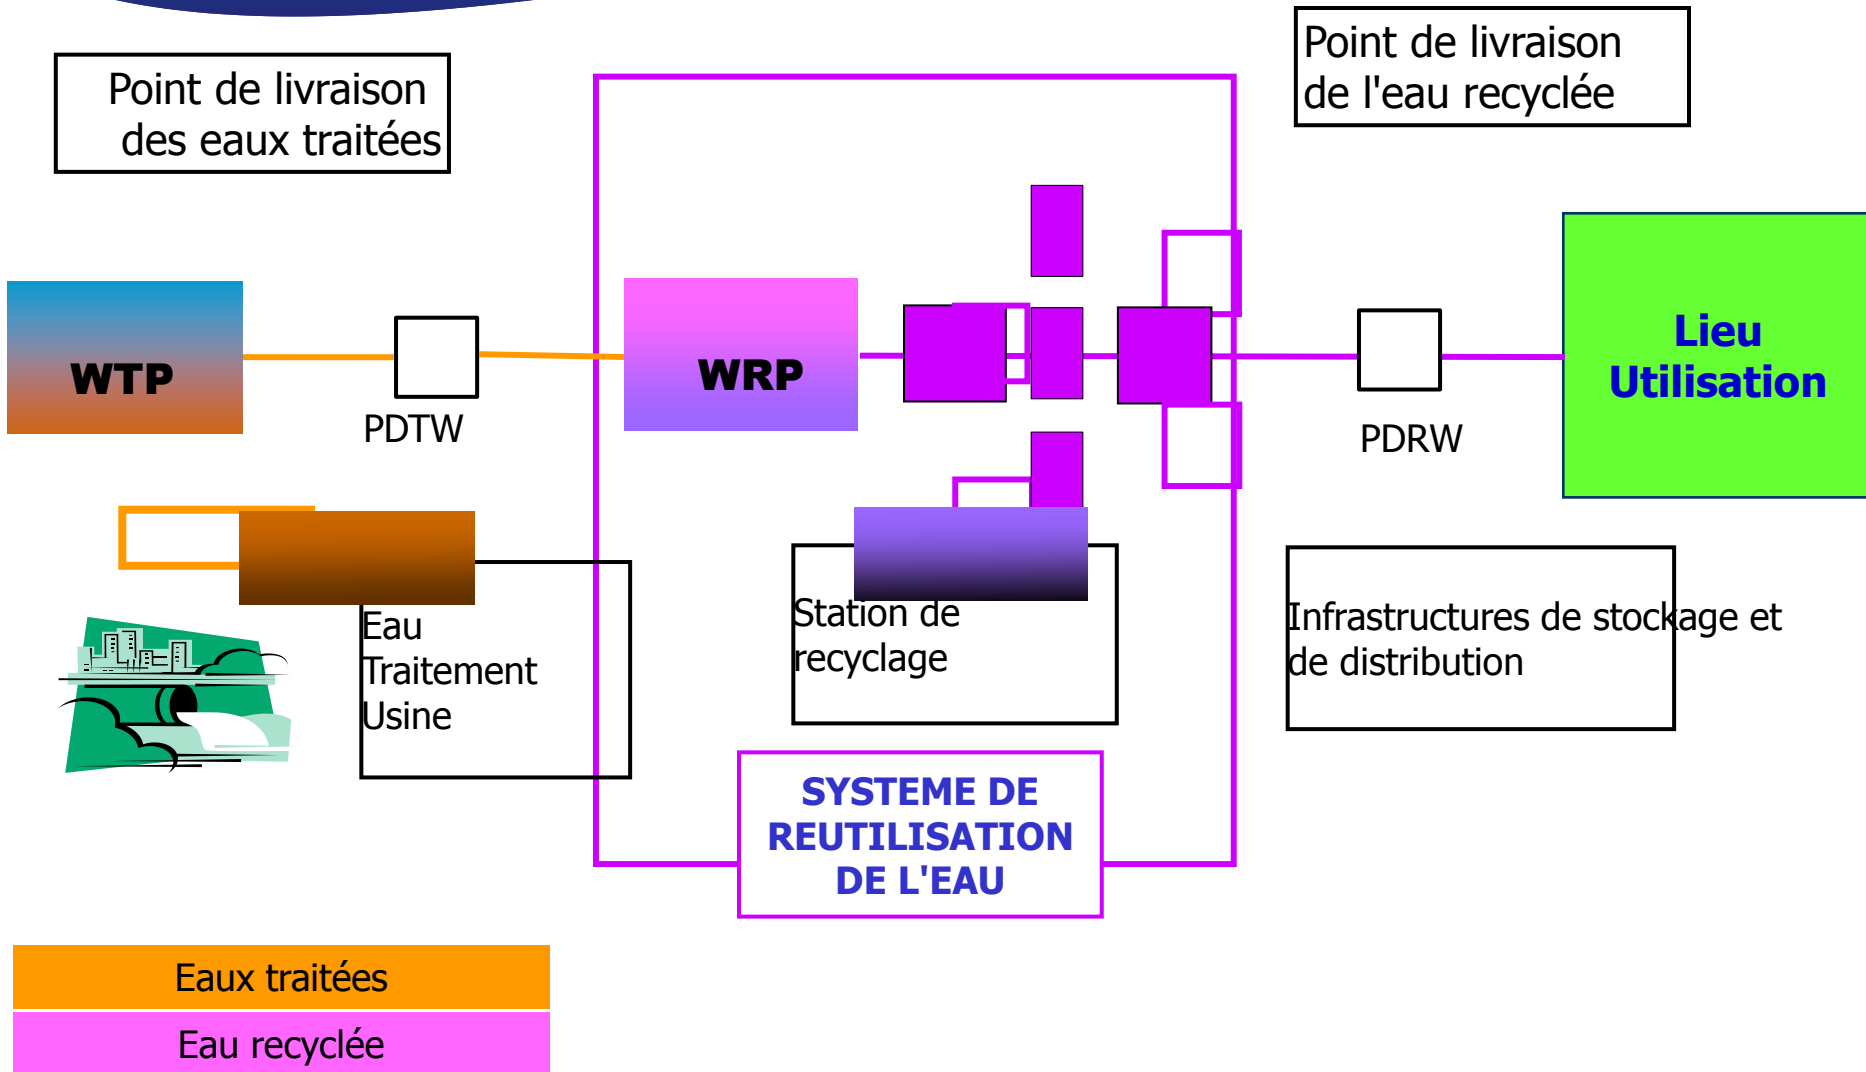 Point de livraison
des eaux traitées
Point de livraison
de l'eau recyclée
WTP
PDTW
WRP
PDRW
Lieu
Utilisation
Eau
Traitement
Usine
Station de
recyclage
Infrastructures de stockage et
de distribution
SYSTEME DE
REUTILISATION
DE L'EAU
Eaux traitées
Eau recyclée